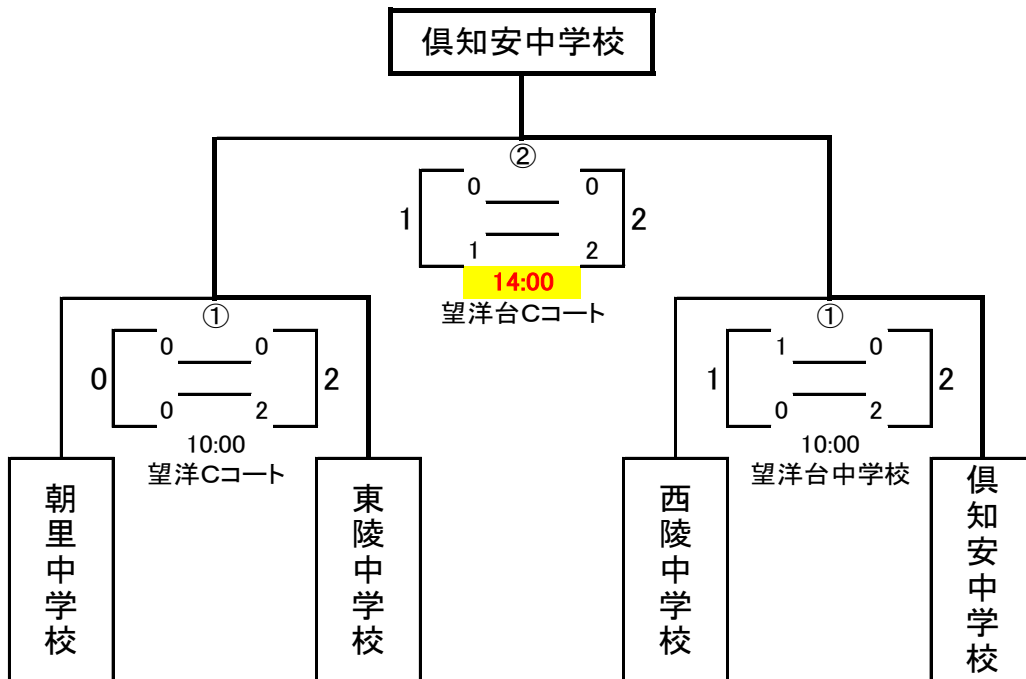 倶知安中学校
②
0 0
1 2
1 2
14:00
望洋台Cコート
① ①
0 0 1 0
0 2 1 2
0 2 0 2
10:00 10:00
望洋Cコート 望洋台中学校
朝里中学校
東陵中学校
西陵中学校
倶知安中学校